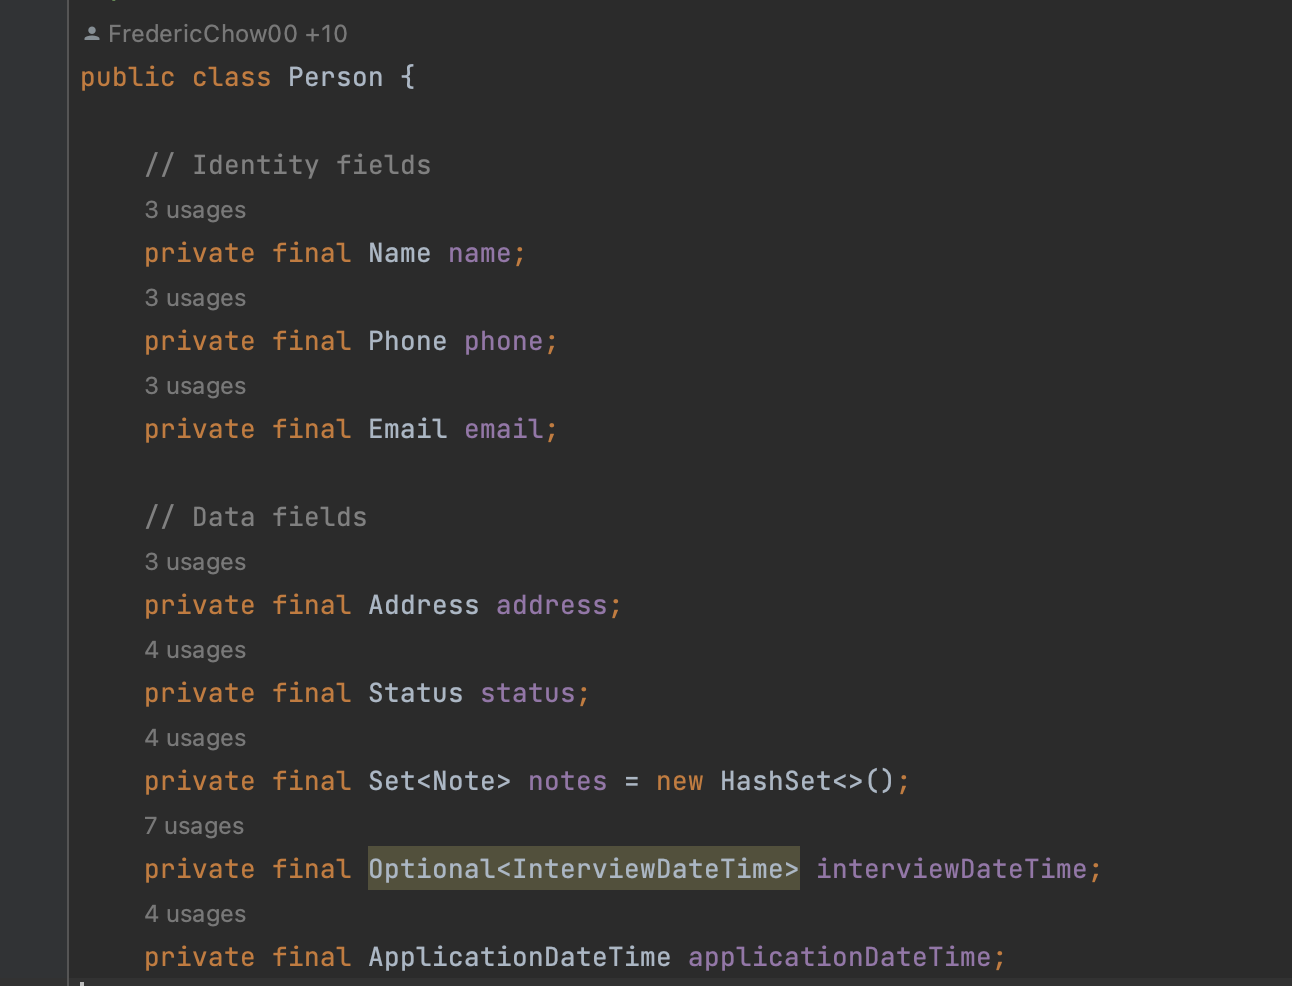 FredericChow00 +10
public class Person {
// Identity fields
3 usages
private final Name name;
3 usages
private final Phone phone;
3 usages
private final Email email;
// Data fields
3 usages
private final Address address;
4 usages
private final Status status;
4 usages
private final Set<Note> notes = new HashSet<>();
7 usages
private final Optional<InterviewDateTime> interviewDateTime;
4 usages
private final ApplicationDateTime applicationDateTime;